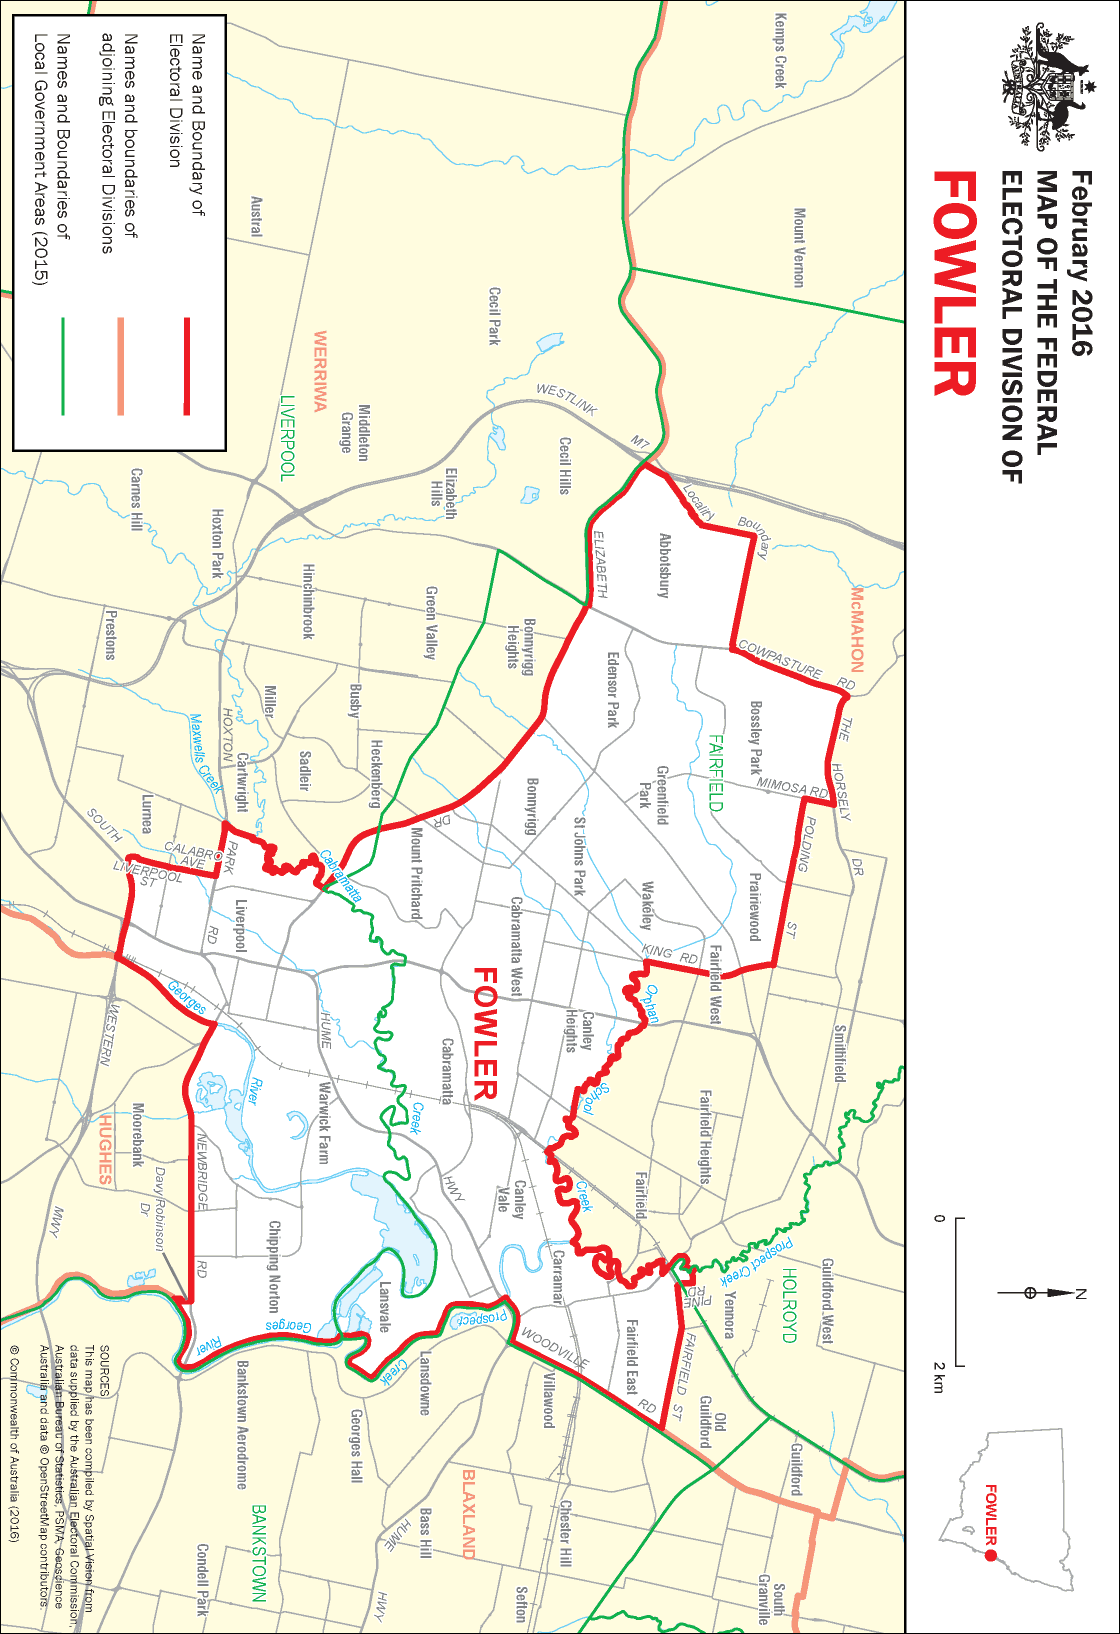 February 2016
MAP OF THE FEDERAL
ELECTORAL DIVISION OF
FOWLER
AUSTRALIA
N
0
2 km
FOWLER
Kemps Creek
Mount Vernon
McMAHON
Smithfield
Guildford West
HOLROYD
Guildford
South
Granville
Austral
Cecil Park
WERRIWA
LIVERPOOL
Middleton
Grange
Cecil Hills
Elizabeth
Hills
WESTLINK
M7
Locality
Boundary
Abbotsbury
ELIZABETH
DR
COWPASTURE
RD
THE
HORSELY
DR
MIMOSA RD
POLDING
ST
Bossley Park
FAIRFIELD
Edensor Park
Greenfield
Park
Prairiewood
Wakeley
KING RD
Fairfield West
Bonnyrigg
Heights
Bonnyrigg
St Johns Park
Green Valley
Hinchinbrook
Hoxton Park
Carnes Hill
Prestons
Busby
Miller
Heckenberg
Sadleir
Cartwright
HOXTON
PARK
RD
Maxwells Creek
Lurnea
SOUTH
WESTERN
MWY
CALABRO
AVE
LIVERPOOL
ST
Cabramatta
Creek
Mount Pritchard
Cabramatta West
FOWLER
Canley
Heights
Orphan
School
Creek
Fairfield Heights
Fairfield
Prospect Creek
Yennora
PINE
RD
FAIRFIELD ST
Old
Guildford
Fairfield East
WOODVILLE
RD
Carramar
Villawood
Canley
Vale
Cabramatta
HUME
HWY
Liverpool
Warwick Farm
Georges
River
Moorebank
HUGHES
NEWBRIDGE
RD
Davy Robinson
Dr
Chipping Norton
Lansvale
Prospect
Creek
Lansdowne
Georges
River
Bankstown Aerodrome
Georges Hall
BLAXLAND
Bass Hill
Chester Hill
Sefton
HUME
HWY
BANKSTOWN
Condell Park
Name and Boundary of
Electoral Division
Names and boundaries of
adjoining Electoral Divisions
Names and Boundaries of
Local Government Areas (2015)
SOURCES
This map has been compiled by Spatial Vision from
data supplied by the Australian Electoral Commission,
Australian Bureau of Statistics, PSMA, Geoscience
Australia and data © OpenStreetMap contributors.
© Commonwealth of Australia (2016)